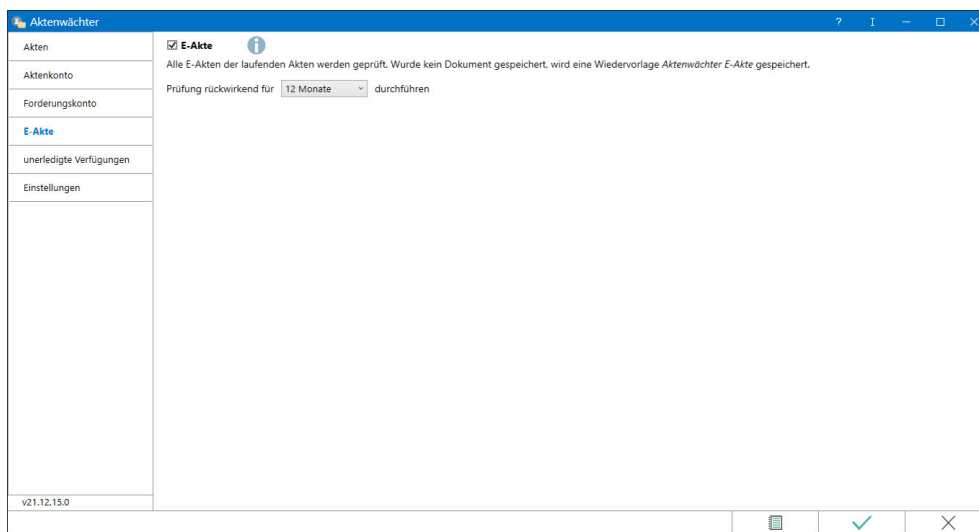 Aktenwächter
Akten
Aktenkonto
Forderungskonto
E-Akte
unerledigte Verfügungen
Einstellungen
v21.12.15.0
E-Akte
Alle E-Akten der laufenden Akten werden geprüft. Wurde kein Dokument gespeichert, wird eine Wiedervorlage Aktenwächter E-Akte gespeichert.
Prüfung rückwirkend für 12 Monate durchführen